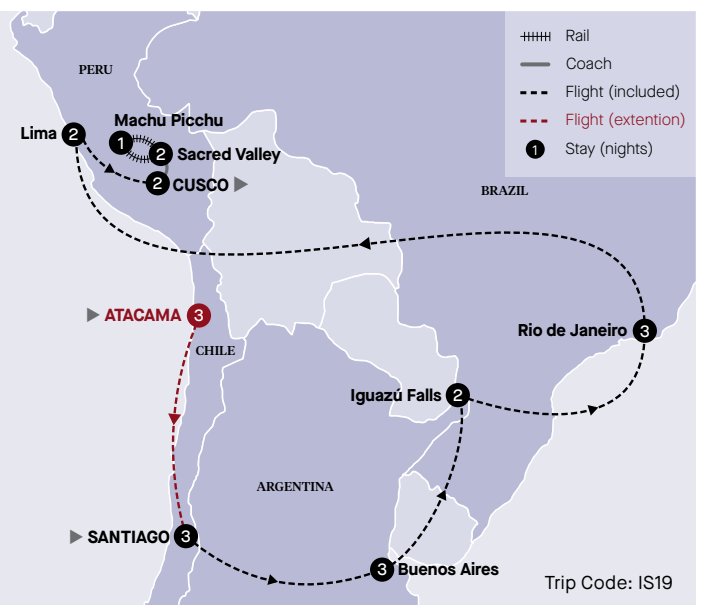 Rail
Coach
Flight (included)
Flight (extention)
1 Stay (nights)
PERU
Machu Picchu
Lima 2
1
2 Sacred Valley
2 CUSCO
BRAZIL
ATACAMA 3
CHILE
Rio de Janeiro 3
Iguazú Falls 2
ARGENTINA
SANTIAGO 3
3 Buenos Aires
Trip Code: IS19